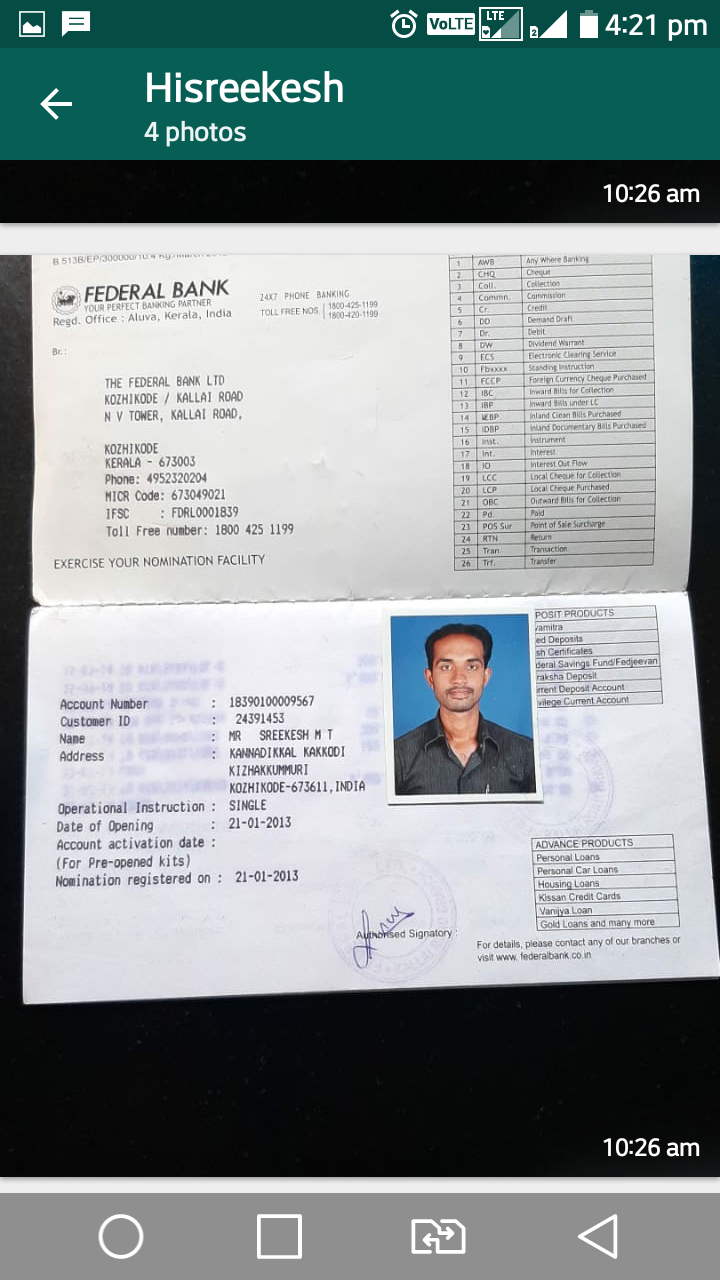 VoLTE LTE 2 4:21 pm
Hisreekesh
4 photos
10:26 am
FEDERAL BANK
YOUR PERFECT BANKING PARTNER
Regd. Office : Aluva, Kerala, India
24X7 PHONE BANKING
TOLL FREE NOS. 1800-425-1199
1800-420-1199
Br.:
THE FEDERAL BANK LTD
KOZHIKODE / KALLAI ROAD
N V TOWER, KALLAI ROAD,
KOZHIKODE
KERALA - 673003
Phone: 4952320204
MICR Code: 673049021
IFSC : FDRL0001839
Toll Free number: 1800 425 1199
EXERCISE YOUR NOMINATION FACILITY
1 AWB Any Where Banking
2 CHQ Cheque
3 Coll. Collection
4 Commn. Commission
5 Cr. Credit
6 DD Demand Draft
7 Dr. Debit
8 DW Dividend Warrant
9 ECS Electronic Clearing Service
10 Fbxxxx Standing Instruction
11 FCCP Foreign Currency Cheque Purchased
12 IBC Inward Bills for Collection
13 IBP Inward Bills under LC
14 Inland Clean Bills Purchased
15 IDBP Inland Documentary Bills Purchased
16 Inst. Instrument
17 Int. Interest
18 IO Interest Out Flow
19 LCC Local Cheque for Collection
20 LCP Local Cheque Purchased
21 OBC Outward Bills for Collection
22 Pd. Paid
23 POS Sur Point of Sale Surcharge
24 RTN Return
25 Tran Transaction
26 Trf. Transfer
Account Number : 18390100009567
Customer ID : 24391453
Name : MR SREEKESH M T
Address : KANNADIKKAL KAKKODI
KIZHAKKUMMURI
KOZHIKODE-673611,INDIA
Operational Instruction : SINGLE
Date of Opening : 21-01-2013
Account activation date :
(For Pre-opened kits)
Nomination registered on : 21-01-2013
Authorised Signatory :
POSIT PRODUCTS
yamitra
ed Deposits
sh Certificates
deral Savings Fund/Fedjeevan
raksha Deposit
rrent Deposit Account
vilege Current Account
ADVANCE PRODUCTS
Personal Loans
Personal Car Loans
Housing Loans
Kissan Credit Cards
Vanijya Loan
Gold Loans and many more
For details, please contact any of our branches or
visit www. federalbank.co.in
10:26 am